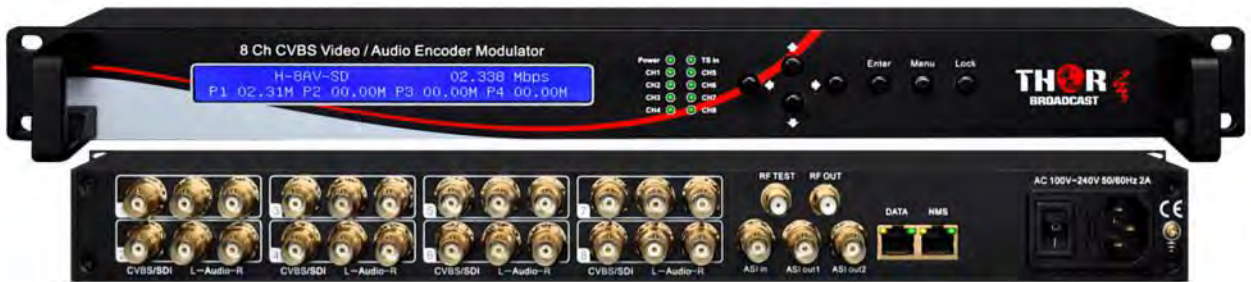 8 Ch CVBS Video / Audio Encoder Modulator
H-8AV-SD 02.338 Mbps
P1 02.31M P2 00.00M P3 00.00M P4 00.00M
Power TS in
CH1 CH5
CH2 CH6
CH3 CH7
CH4 CH8
Enter Menu Lock
THOR
BROADCAST
RF TEST RF OUT
AC 100V~240V 50/60Hz 2A
3 5 7
DATA NMS
CE
4 6 8
CVBS/SDI L-Audio-R CVBS/SDI L-Audio-R CVBS/SDI L-Audio-R CVBS/SDI L-Audio-R
ASI in ASI out1 ASI out2